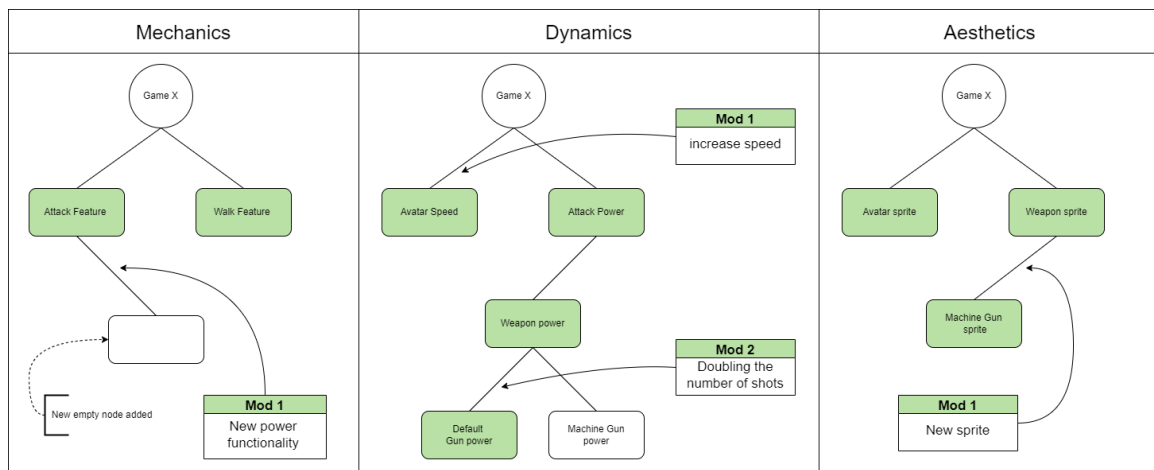 Mechanics
Game X
Attack Feature
Walk Feature
New empty node added
Mod 1
New power
functionality
Dynamics
Game X
Mod 1
increase speed
Avatar Speed
Attack Power
Weapon power
Mod 2
Doubling the
number of shots
Default
Gun power
Machine Gun
power
Aesthetics
Game X
Avatar sprite
Weapon sprite
Machine Gun
sprite
Mod 1
New sprite